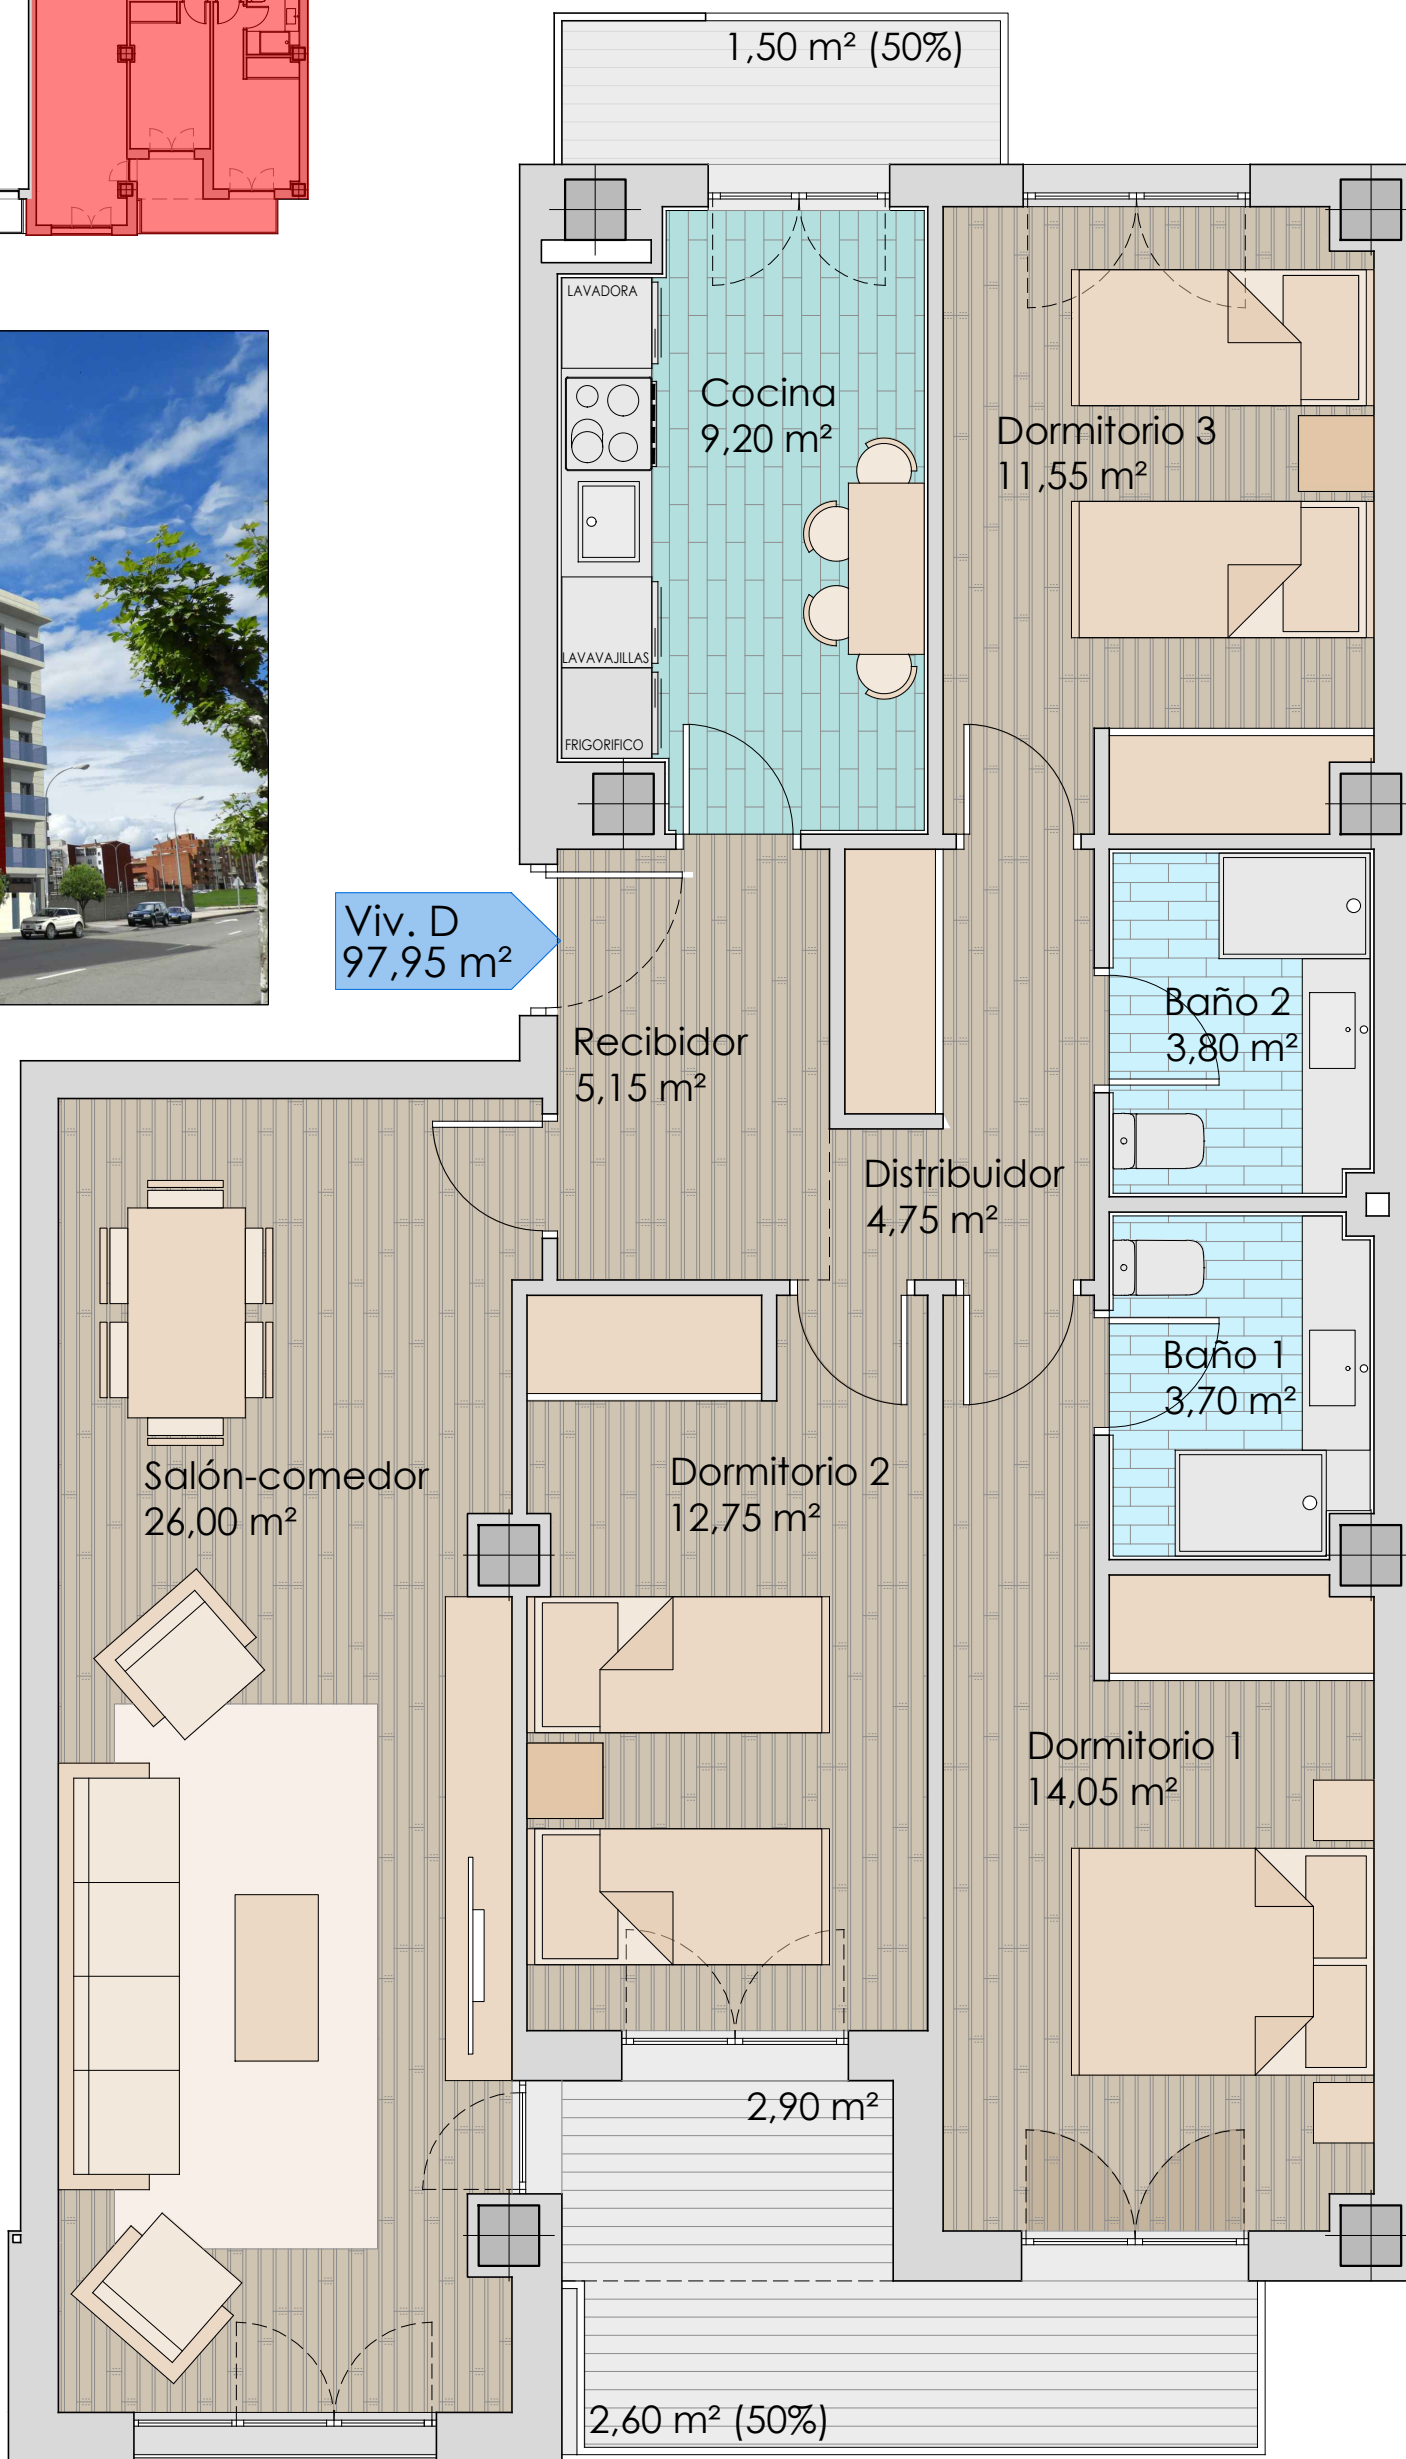 1,50 m² (50%)
LAVADORA
Cocina
9,20 m²
Dormitorio 3
11,55 m²
LAVAVAJILLAS
FRIGORIFICO
Viv. D
97,95 m²
Baño 2
3,80 m²
Recibidor
5,15 m²
Distribuidor
4,75 m²
Baño 1
3,70 m²
Salón-comedor
26,00 m²
Dormitorio 2
12,75 m²
Dormitorio 1
14,05 m²
2,90 m²
2,60 m² (50%)